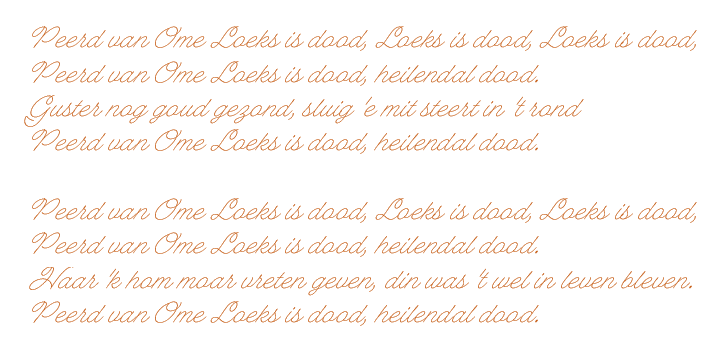 Peerd van Ome Loeks is dood, Loeks is dood, Loeks is dood,
Peerd van Ome Loeks is dood, heilendal dood.
Guster nog goud gezond, sluig 'e mit steert in 't rond
Peerd van Ome Loeks is dood, heilendal dood.

Peerd van Ome Loeks is dood, Loeks is dood, Loeks is dood,
Peerd van Ome Loeks is dood, heilendal dood.
Haar 'k hom moar vreten geven, din was 't wel in leven bleven.
Peerd van Ome Loeks is dood, heilendal dood.